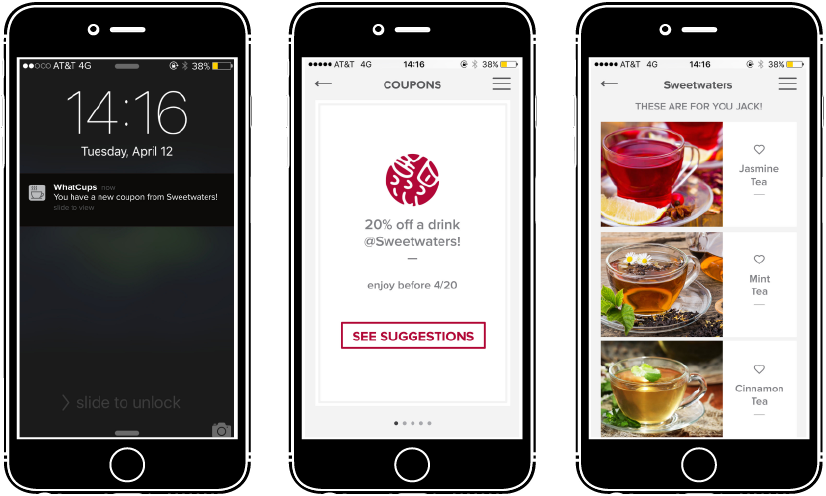 AT&T 4G 38%
14:16
Tuesday, April 12
WhatCups now
You have a new coupon from Sweetwaters!
slide to view
slide to unlock
AT&T 4G 14:16 38%
COUPONS
20% off a drink
@Sweetwaters!
enjoy before 4/20
SEE SUGGESTIONS
AT&T 4G 14:16 38%
Sweetwaters
THESE ARE FOR YOU JACK!
Jasmine
Tea
Mint
Tea
Cinnamon
Tea